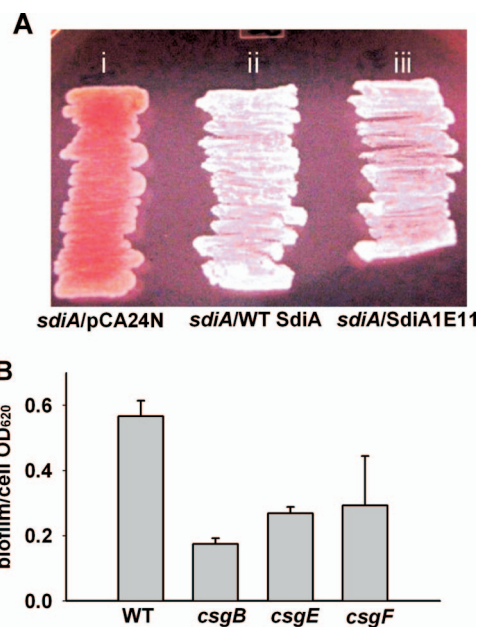 A
i ii iii
sdiA/pCA24N sdiA/WT SdiA sdiA/SdiA1E11
B
biofilm/cell OD620
0.6
0.4
0.2
0.0
WT csgB csgE csgF